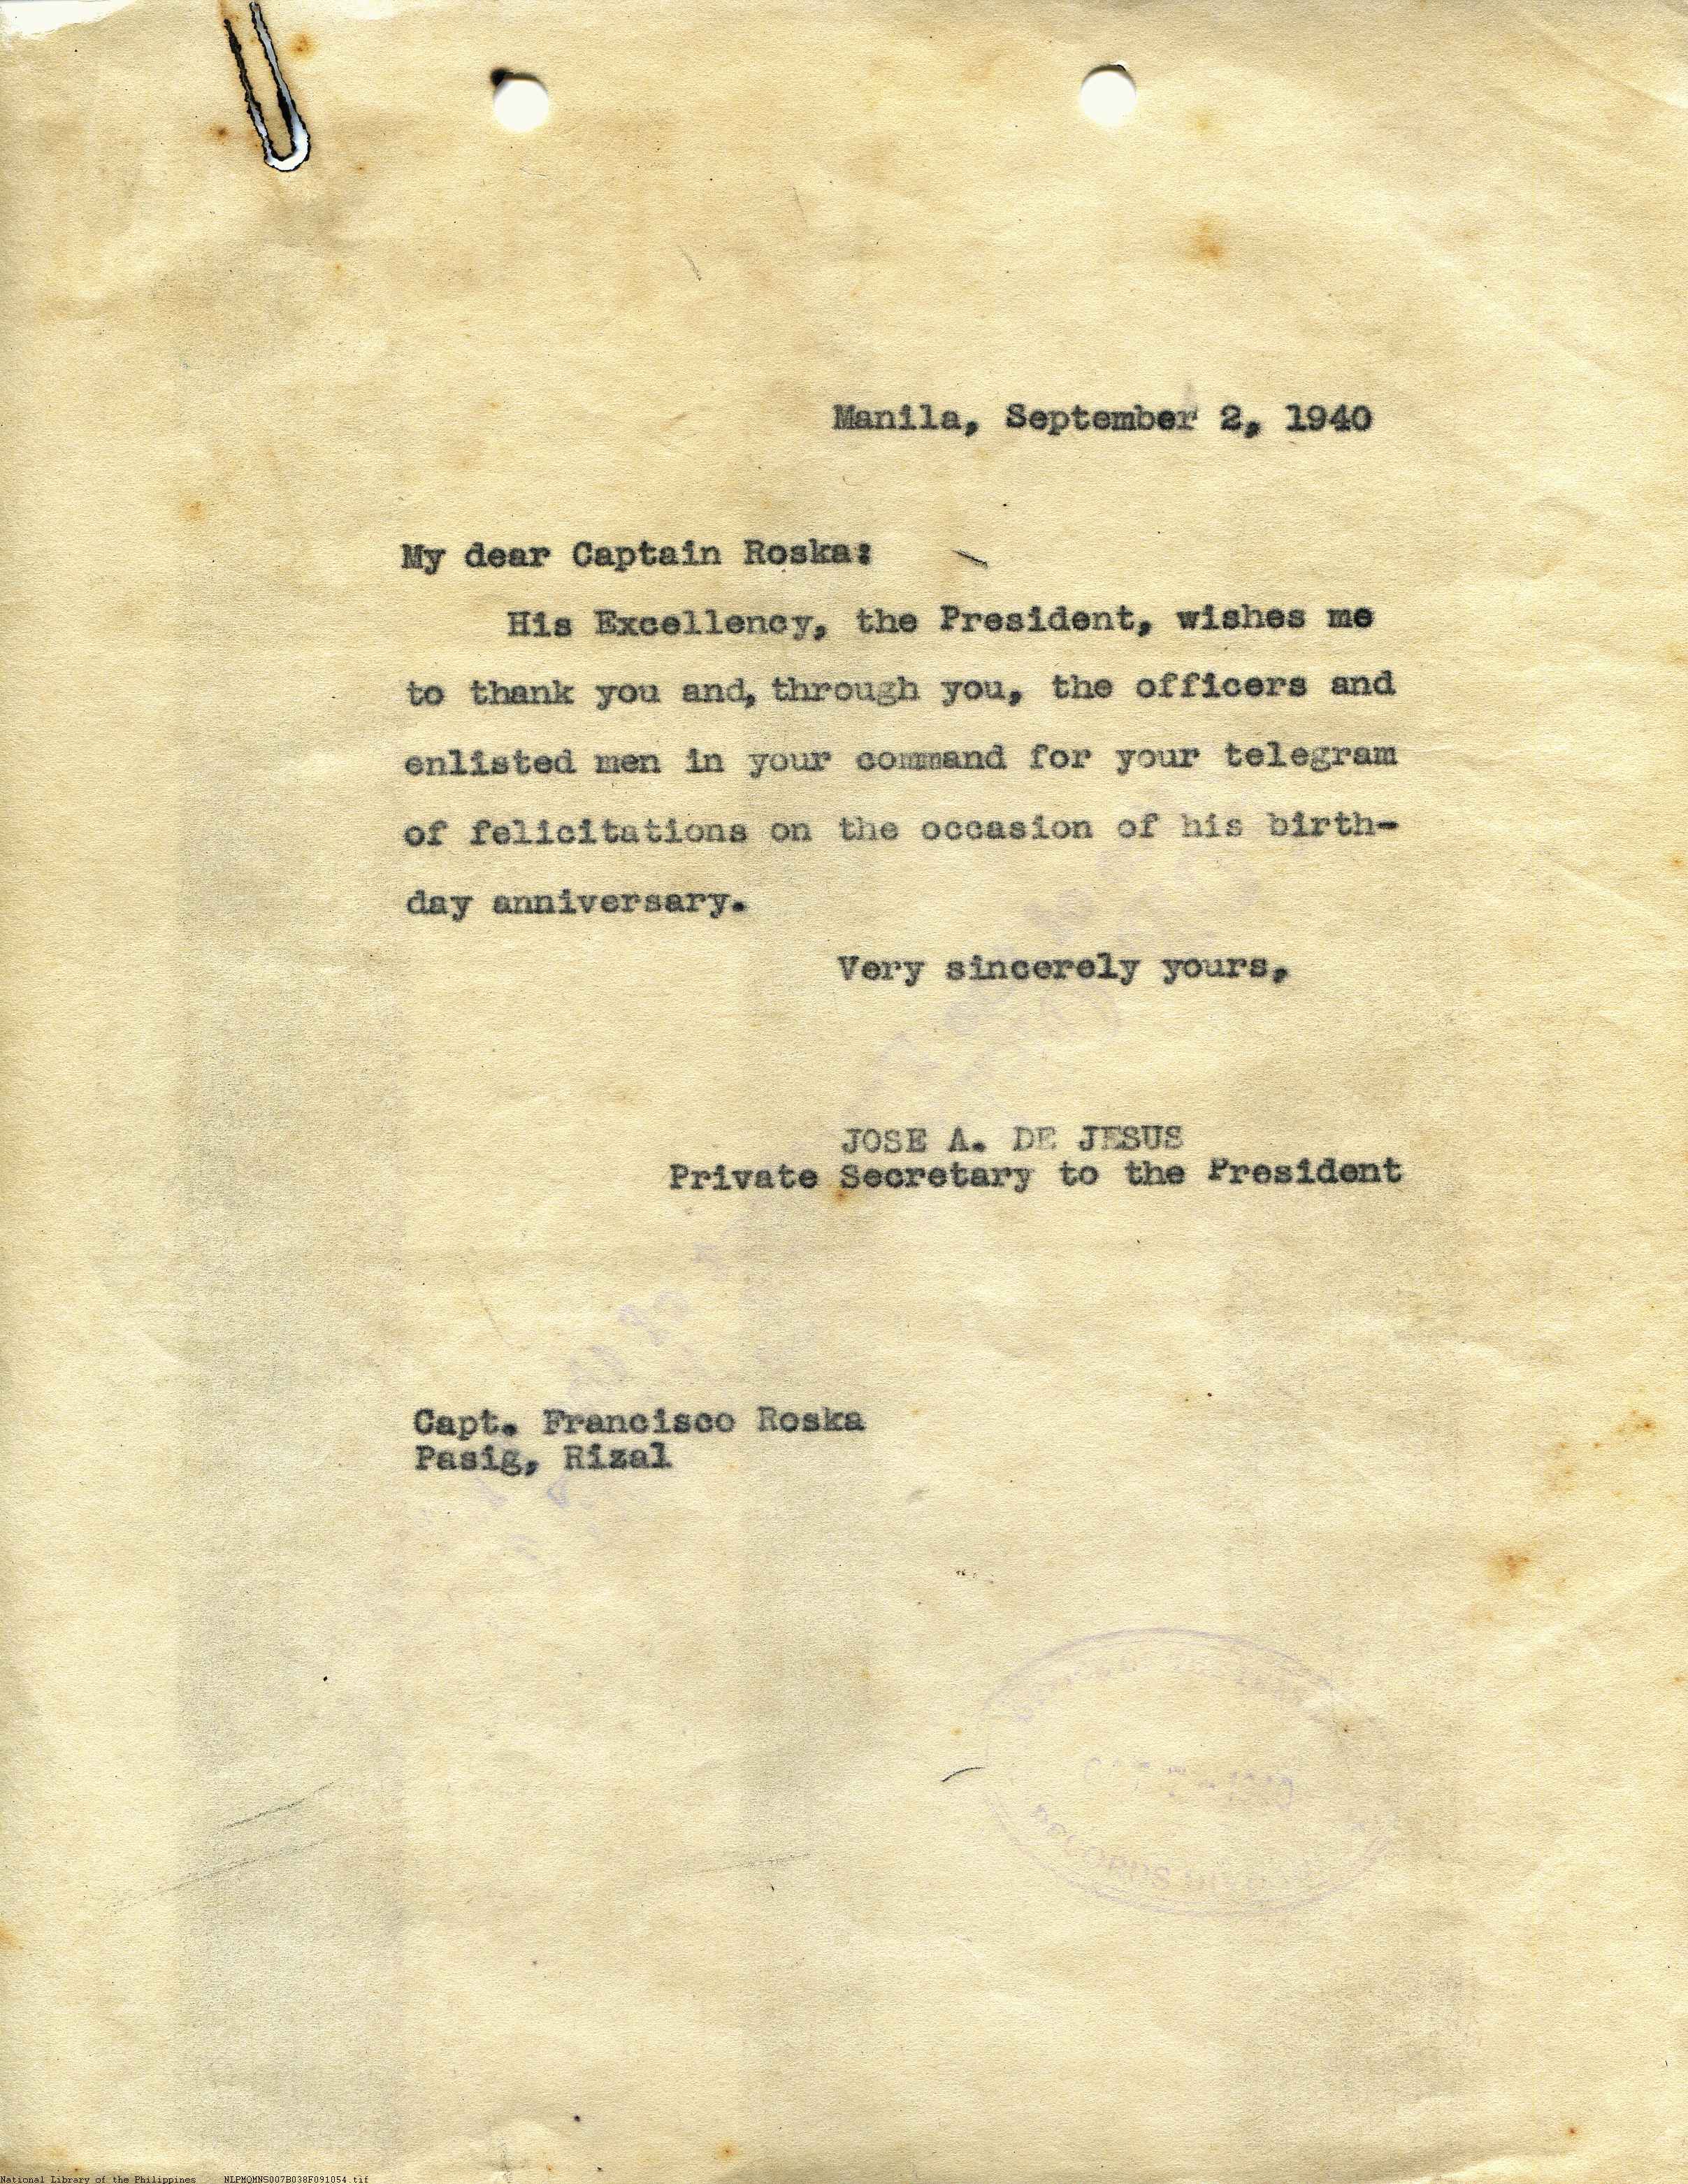 Manila, September 2, 1940
My dear Captain Roska:
His Excellency, the President, wishes me
to thank you and, through you, the officers and
enlisted men in your command for your telegram
of felicitations on the occasion of his birth-
day anniversary.
Very sincerely yours,
JOSE A. DE JESUS
Private Secretary to the President
Capt. Francisco Roska
Pasig, Rizal
National Library of the Philippines NLPMQMNS007B038F091054.tif